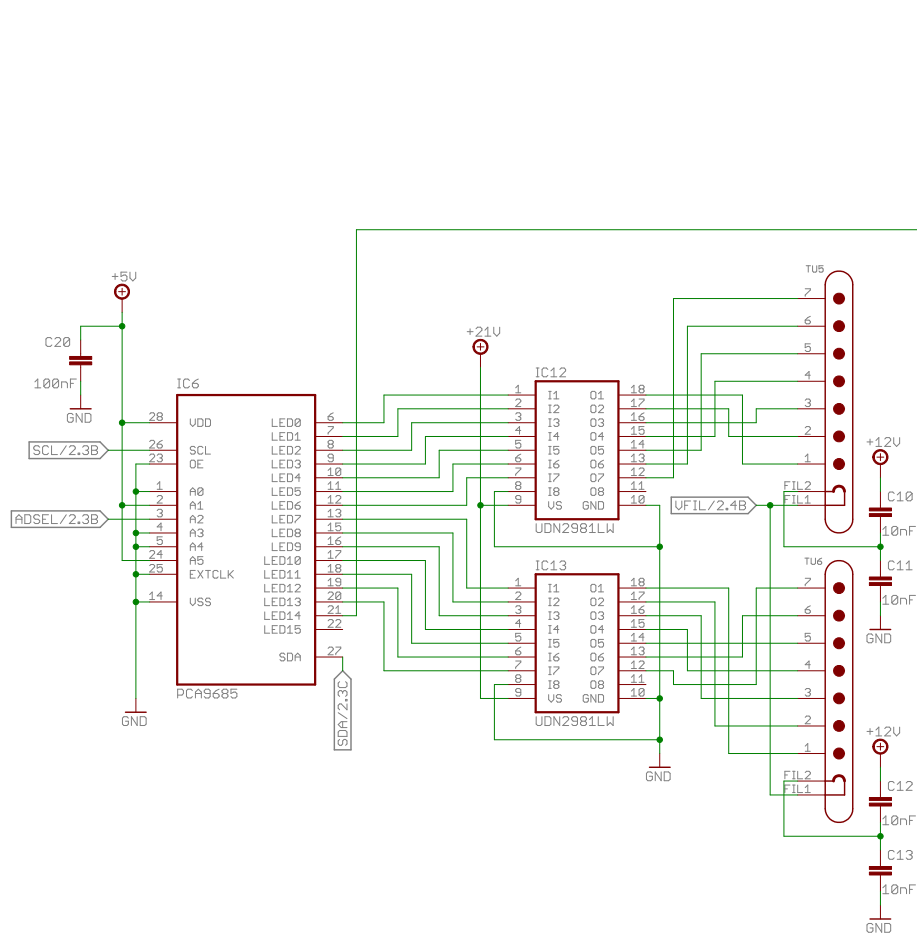 +5V
C20
100nF
GND
SCL/2.3B
ADSEL/2.3B
GND
IC6
28 VDD LED0 6
LED1 7
26 SCL LED2 8
23 OE LED3 9
LED4 10
1 A0 LED5 11
2 A1 LED6 12
3 A2 LED7 13
4 A3 LED8 15
5 A4 LED9 16
24 A5 LED10 17
25 EXTCLK LED11 18
LED12 19
14 VSS LED13 20
LED14 21
LED15 22
SDA 27
PCA9685
SDA/2.3C
+21V
IC12
1 I1 O1 18
2 I2 O2 17
3 I3 O3 16
4 I4 O4 15
5 I5 O5 14
6 I6 O6 13
7 I7 O7 12
8 I8 O8 11
9 VS GND 10
UDN2981LW
IC13
1 I1 O1 18
2 I2 O2 17
3 I3 O3 16
4 I4 O4 15
5 I5 O5 14
6 I6 O6 13
7 I7 O7 12
8 I8 O8 11
9 VS GND 10
UDN2981LW
GND
VFIL/2.4B
TU5
7
6
5
4
3
2
1
FIL2
FIL1
+12V
C10
10nF
C11
10nF
GND
TU6
7
6
5
4
3
2
1
FIL2
FIL1
+12V
C12
10nF
C13
10nF
GND